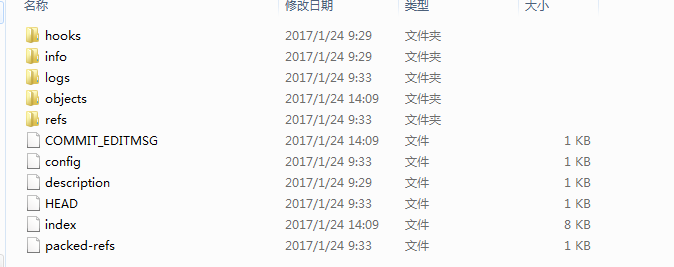 名称 修改日期 类型 大小
hooks 2017/1/24 9:29 文件夹
info 2017/1/24 9:29 文件夹
logs 2017/1/24 9:33 文件夹
objects 2017/1/24 14:09 文件夹
refs 2017/1/24 9:33 文件夹
COMMIT_EDITMSG 2017/1/24 14:09 文件 1 KB
config 2017/1/24 9:33 文件 1 KB
description 2017/1/24 9:29 文件 1 KB
HEAD 2017/1/24 9:33 文件 1 KB
index 2017/1/24 14:09 文件 8 KB
packed-refs 2017/1/24 9:33 文件 1 KB